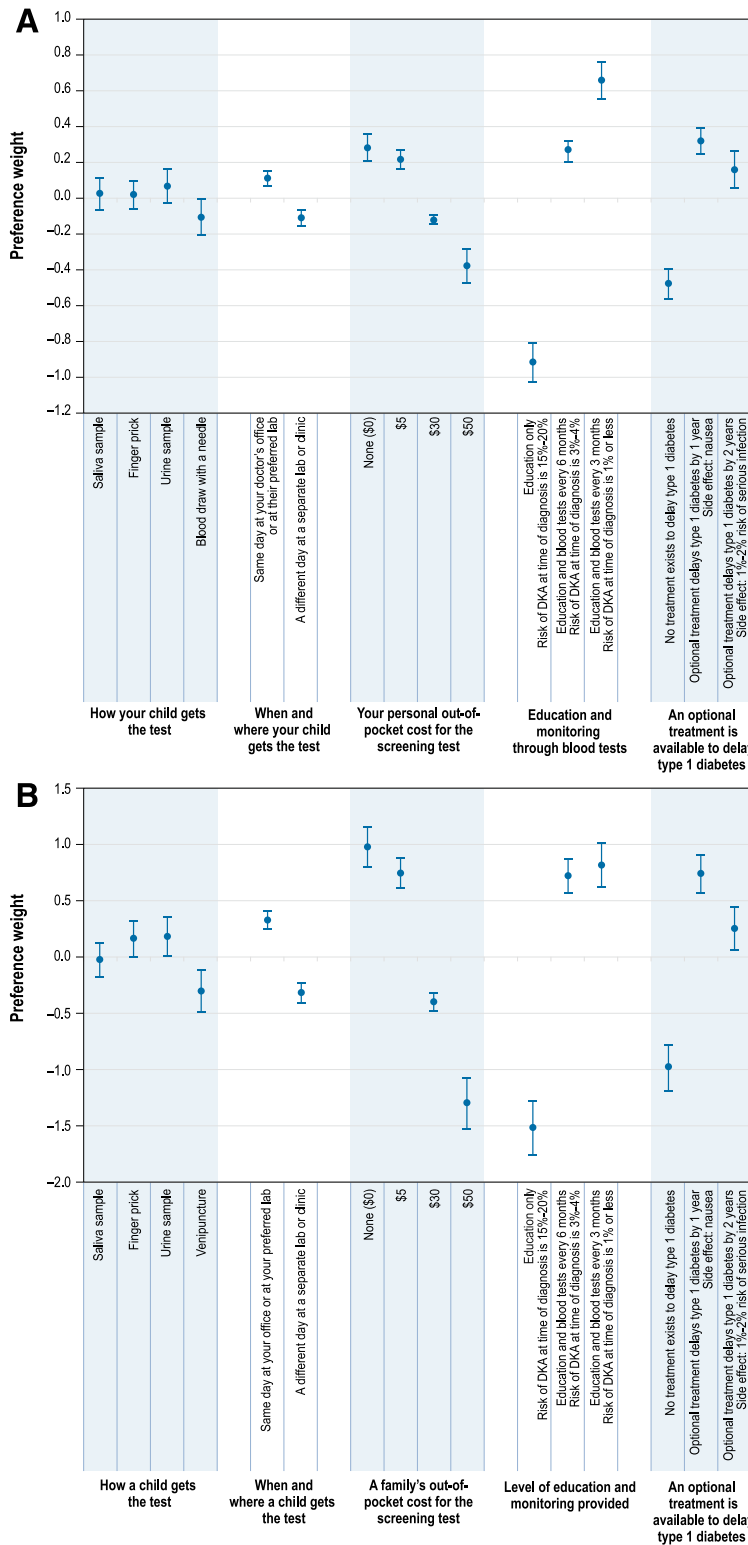 A
1.0
0.8
0.6
0.4
0.2
0.0
−0.2
−0.4
−0.6
−0.8
−1.0
−1.2
Preference weight
Saliva sample
Finger prick
Urine sample
Blood draw with a needle
Same day at your doctor's office
or at their preferred lab
A different day at a separate lab or clinic
None ($0)
$5
$30
$50
Education only
Risk of DKA at time of diagnosis is 15%-20%
Education and blood tests every 6 months
Risk of DKA at time of diagnosis is 3%-4%
Education and blood tests every 3 months
Risk of DKA at time of diagnosis is 1% or less
No treatment exists to delay type 1 diabetes
Optional treatment delays type 1 diabetes by 1 year
Side effect: nausea
Optional treatment delays type 1 diabetes by 2 years
Side effect: 1%-2% risk of serious infection
How your child gets
the test
When and
where your child
gets the test
Your personal out-of-
pocket cost for the
screening test
Education and
monitoring
through blood tests
An optional
treatment is
available to delay
type 1 diabetes
B
1.5
1.0
0.5
0.0
−0.5
−1.0
−1.5
−2.0
Preference weight
Saliva sample
Finger prick
Urine sample
Venipuncture
Same day at your office or at your preferred lab
A different day at a separate lab or clinic
None ($0)
$5
$30
$50
Education only
Risk of DKA at time of diagnosis is 15%-20%
Education and blood tests every 6 months
Risk of DKA at time of diagnosis is 3%-4%
Education and blood tests every 3 months
Risk of DKA at time of diagnosis is 1% or less
No treatment exists to delay type 1 diabetes
Optional treatment delays type 1 diabetes by 1 year
Side effect: nausea
Optional treatment delays type 1 diabetes by 2 years
Side effect: 1%-2% risk of serious infection
How a child gets
the test
When and
where a child gets
the test
A family's out-of-
pocket cost for the
screening test
Level of education and
monitoring provided
An optional
treatment is
available to delay
type 1 diabetes